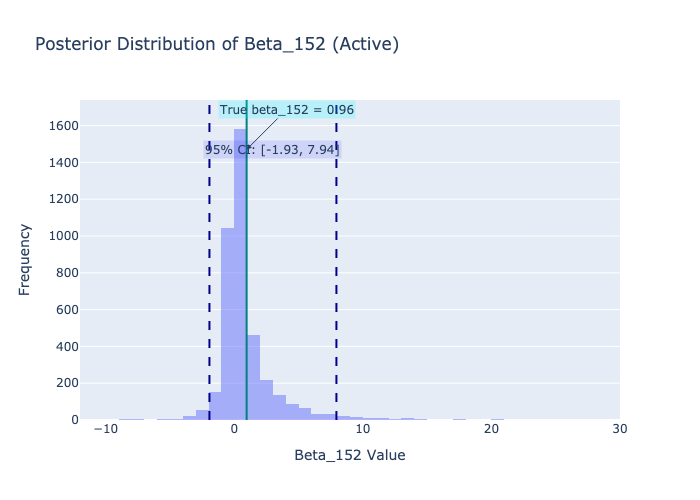 Posterior Distribution of Beta_152 (Active)
True beta_152 = 0.96
95% CI: [-1.93, 7.94]
1600
1400
1200
1000
800
600
400
200
0
Frequency
−10
0
10
20
30
Beta_152 Value